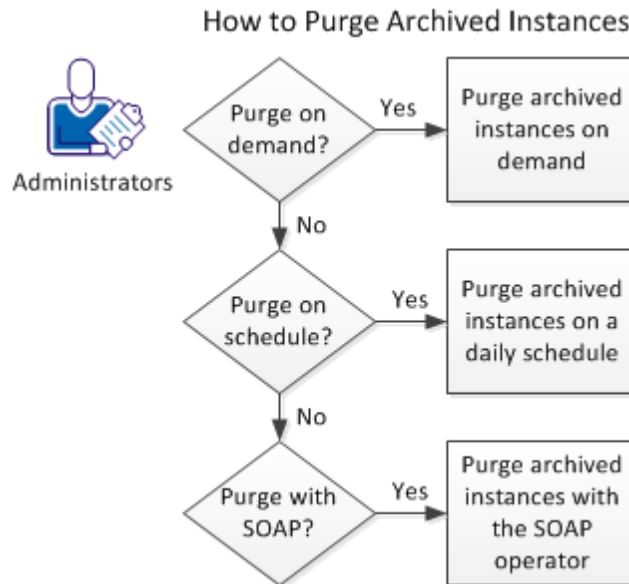 How to Purge Archived Instances
Administrators
Purge on
demand?
Yes
Purge archived
instances on
demand
No
Purge on
schedule?
Yes
Purge archived
instances on a
daily schedule
No
Purge with
SOAP?
Yes
Purge archived
instances with
the SOAP
operator